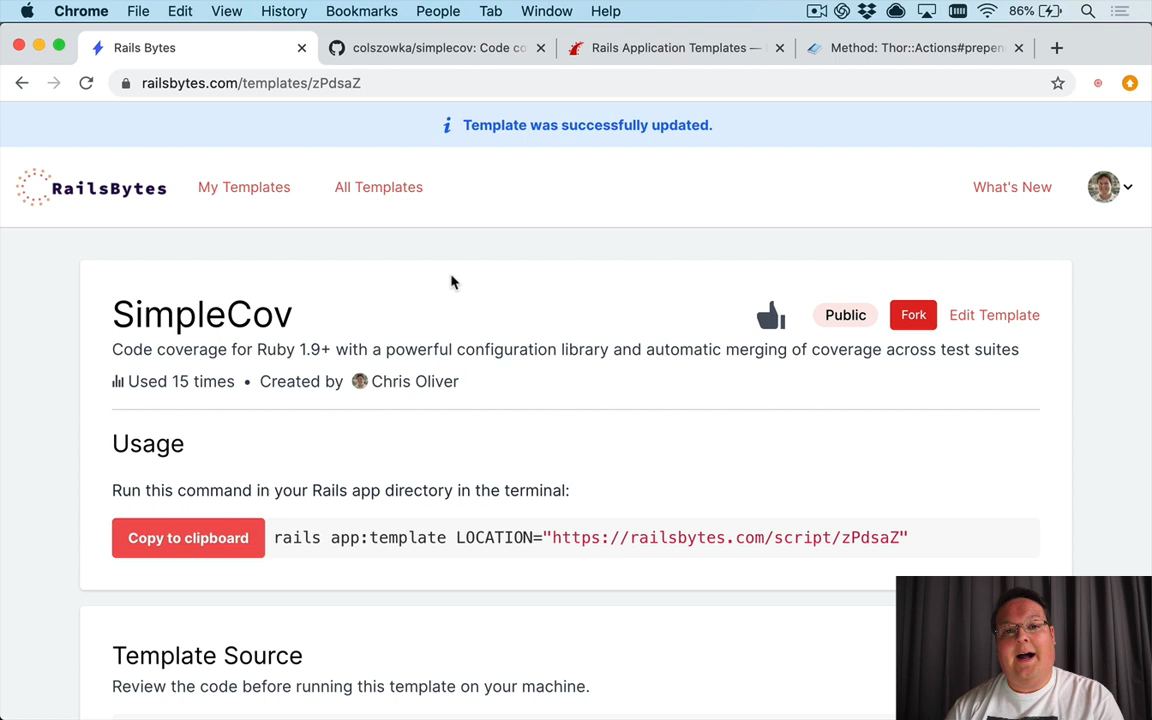 Chrome File Edit View History Bookmarks People Tab Window Help 86%
Rails Bytes colszowka/simplecov: Code co Rails Application Templates — Method: Thor::Actions#prepen
railsbytes.com/templates/zPdsaZ
Template was successfully updated.
RailsBytes My Templates All Templates What's New
SimpleCov Public Fork Edit Template
Code coverage for Ruby 1.9+ with a powerful configuration library and automatic merging of coverage across test suites
Used 15 times • Created by Chris Oliver
Usage
Run this command in your Rails app directory in the terminal:
Copy to clipboard rails app:template LOCATION="https://railsbytes.com/script/zPdsaZ"
Template Source
Review the code before running this template on your machine.